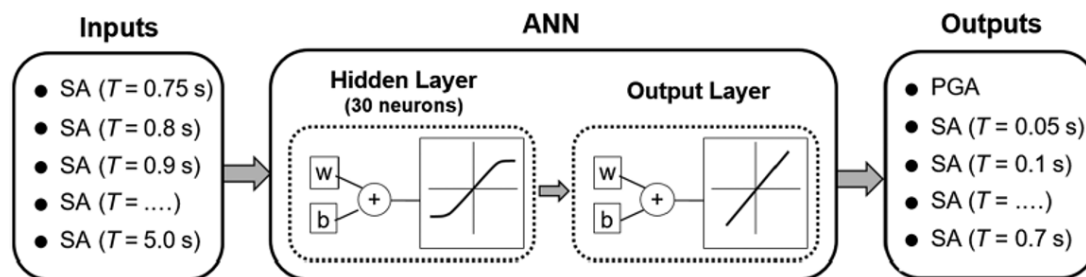 Inputs
● SA (T = 0.75 s)
● SA (T = 0.8 s)
● SA (T = 0.9 s)
● SA (T = ....)
● SA (T = 5.0 s)
ANN
Hidden Layer
(30 neurons)
w
b
+
Output Layer
w
b
+
Outputs
● PGA
● SA (T = 0.05 s)
● SA (T = 0.1 s)
● SA (T = ....)
● SA (T = 0.7 s)